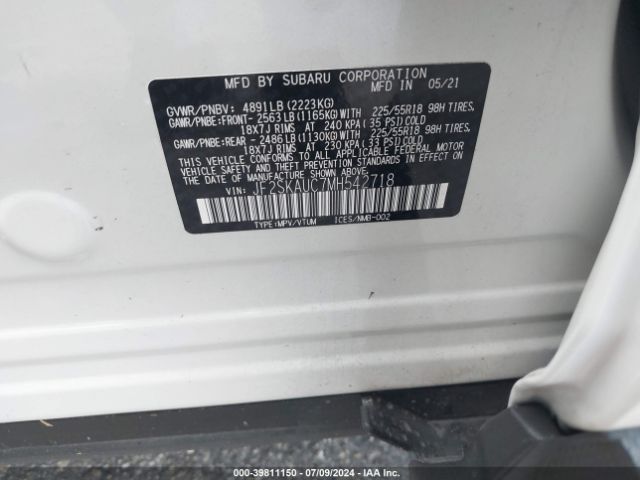 MFD BY SUBARU CORPORATION
MFD IN 05/21
GVWR/PNBV: 4891LB (2223KG)
GAWR/PNBE:FRONT- 2563LB (1165KG)WITH 225/55R18 98H TIRES,
18X7J RIMS AT 240 KPA (35 PSI)COLD
GAWR/PNBE:REAR - 2486LB (1130KG)WITH 225/55R18 98H TIRES,
18X7J RIMS AT 230 KPA (33 PSI)COLD
THIS VEHICLE CONFORMS TO ALL APPLICABLE FEDERAL MOTOR
VEHICLE SAFETY, BUMPER, AND THEFT PREVENTION STANDARDS
IN EFFECT ON THE DATE OF MANUFACTURE SHOWN ABOVE.
VIN: JF2SKAUC7MH542718
TYPE:MPV/VTUM ICES/NMB-002
000-39811150 | 07/09/2024 | IAA Inc.